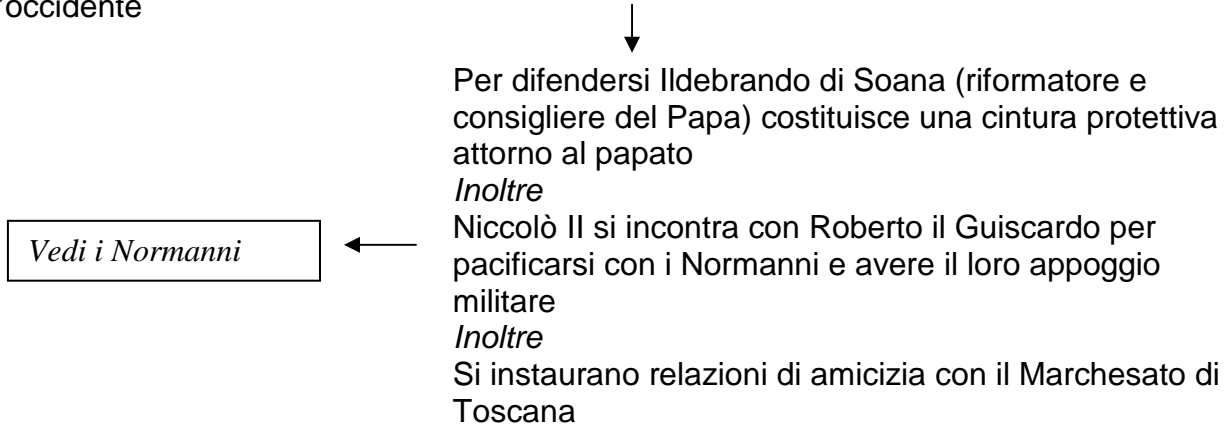 l'occidente
Per difendersi Ildebrando di Soana (riformatore e
consigliere del Papa) costituisce una cintura protettiva
attorno al papato
Inoltre
Niccolò II si incontra con Roberto il Guiscardo per
Vedi i Normanni
pacificarsi con i Normanni e avere il loro appoggio
militare
Inoltre
Si instaurano relazioni di amicizia con il Marchesato di
Toscana